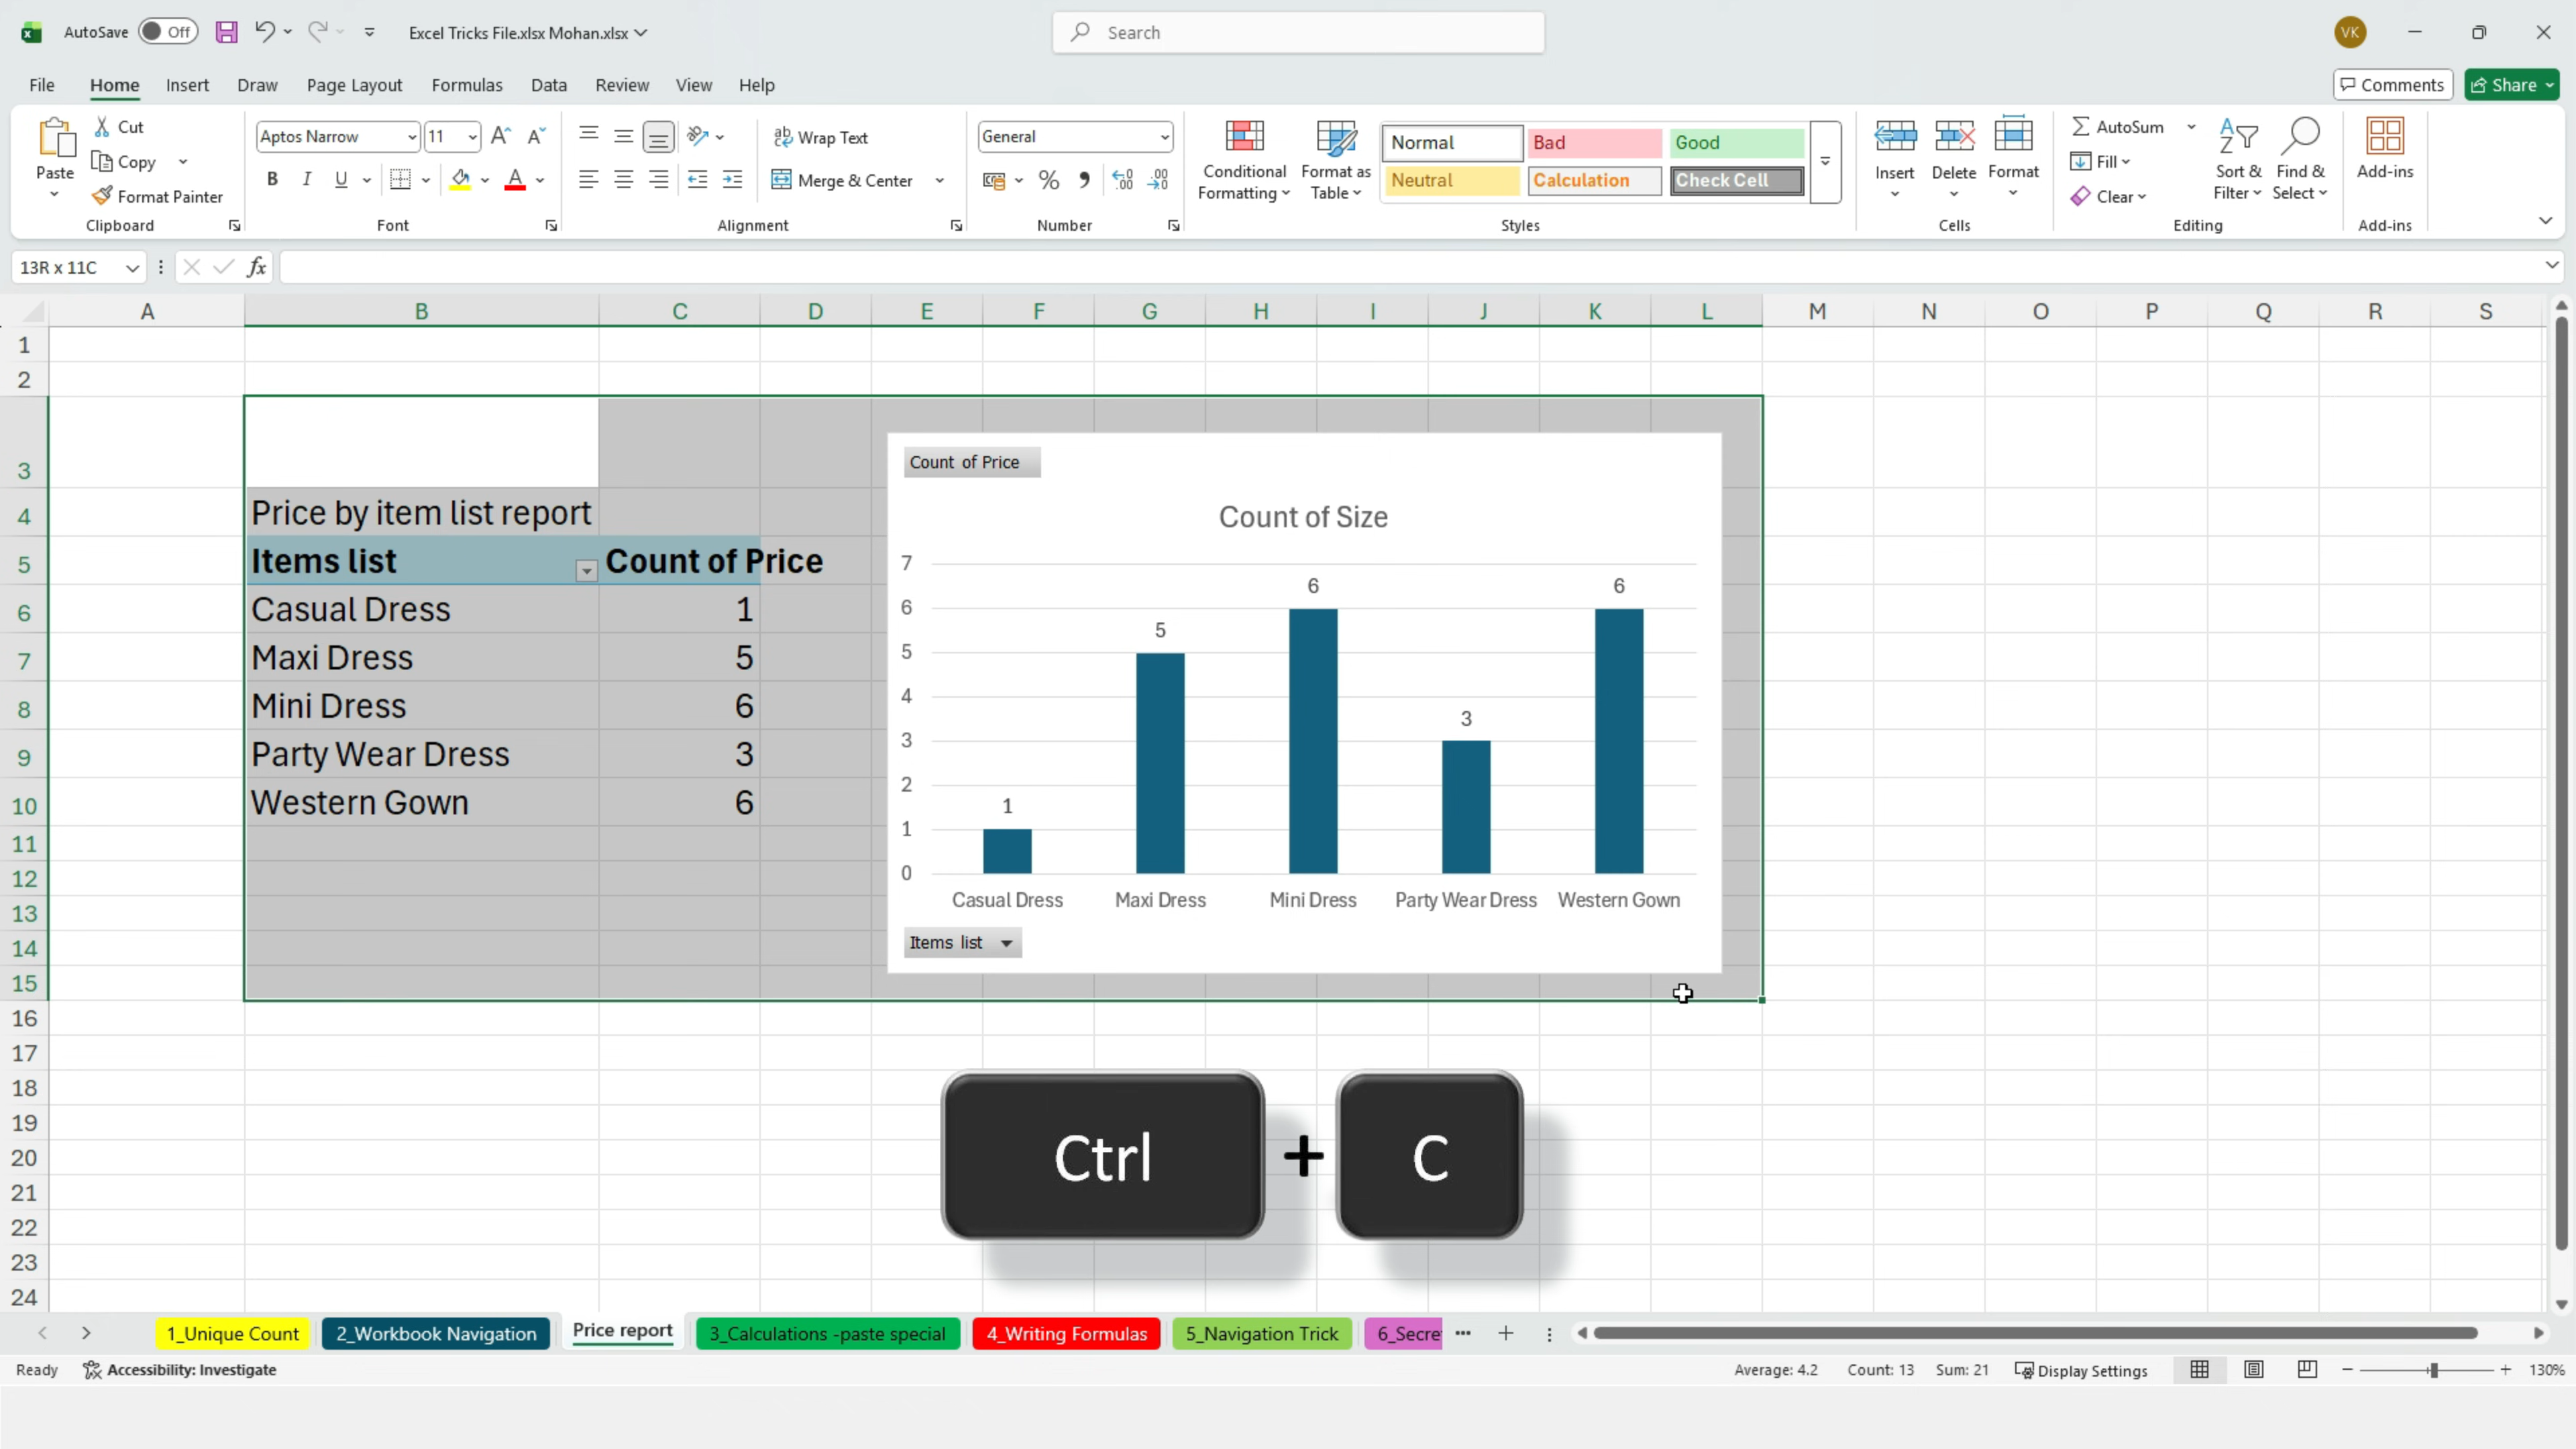 AutoSave Off Excel Tricks File.xlsx Mohan.xlsx Search VK
File Home Insert Draw Page Layout Formulas Data Review View Help Comments Share
Paste
Cut
Copy
Format Painter
Clipboard
Aptos Narrow 11
B I U
Font
Wrap Text
Merge & Center
Alignment
General
Number
Conditional Formatting
Format as Table
Normal Bad Good
Neutral Calculation Check Cell
Styles
Insert Delete Format
Cells
AutoSum
Fill
Clear
Sort & Filter
Find & Select
Editing
Add-ins
Add-ins
13R x 11C fx
A B C D E F G H I J K L M N O P Q R S
1
2
3
4 Price by item list report
5 Items list Count of Price
6 Casual Dress 1
7 Maxi Dress 5
8 Mini Dress 6
9 Party Wear Dress 3
10 Western Gown 6
11
12
13
14
15
16
17
18
19
20
21
22
23
24
Count of Price
Count of Size
7
6
5
4
3
2
1
0
1 5 6 3 6
Casual Dress Maxi Dress Mini Dress Party Wear Dress Western Gown
Items list
Ctrl + C
1_Unique Count 2_Workbook Navigation Price report 3_Calculations -paste special 4_Writing Formulas 5_Navigation Trick 6_Secre
Ready Accessibility: Investigate Average: 4.2 Count: 13 Sum: 21 Display Settings 130%